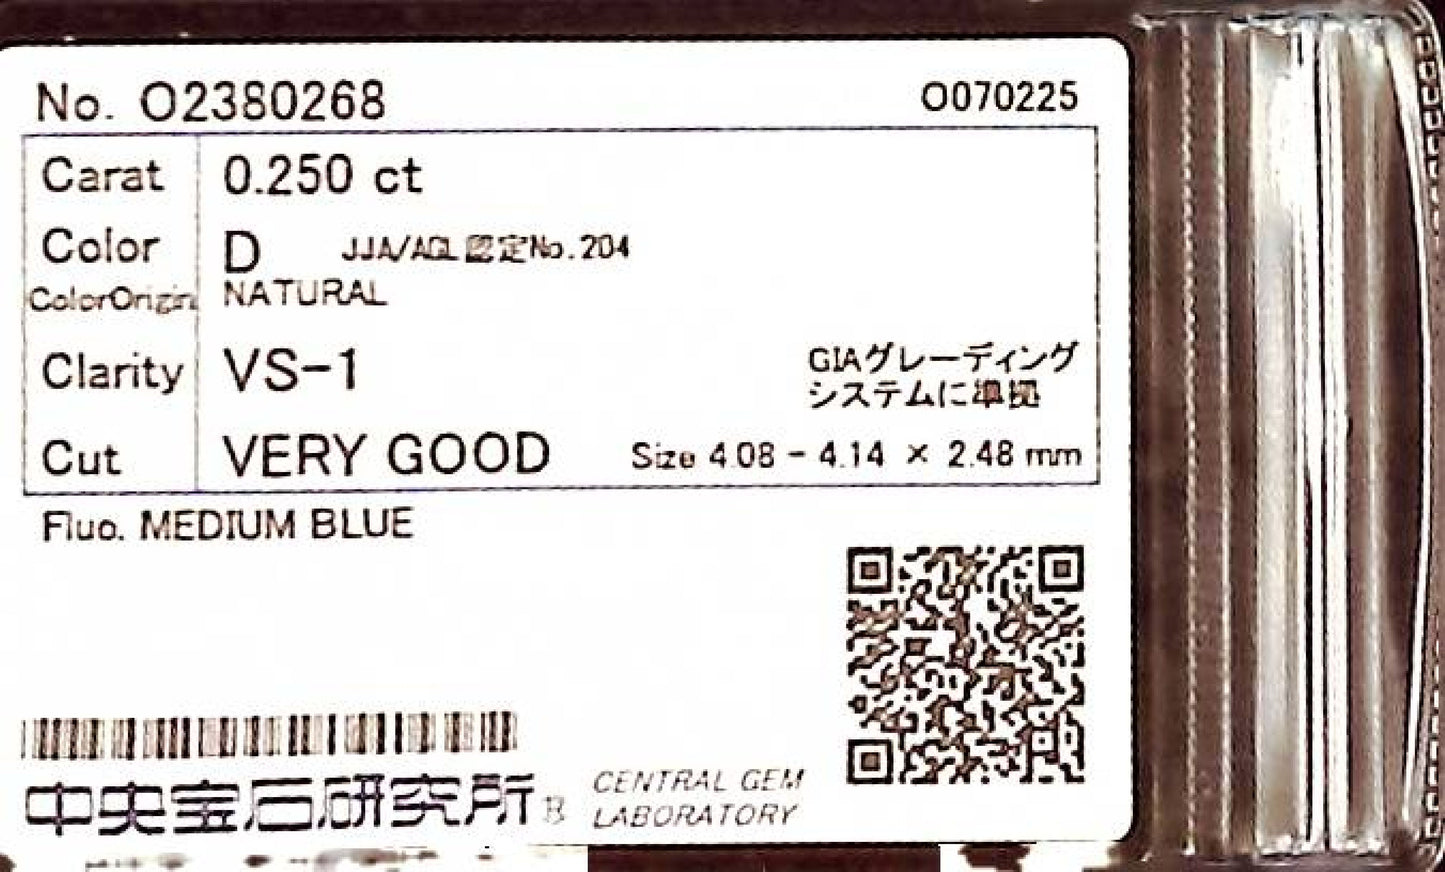 No. O2380268 O070225
Carat 0.250 ct
Color D JJA/AGL認定No.204
ColorOrigin NATURAL
Clarity VS-1
GIAグレーディング
システムに準拠
Cut VERY GOOD Size 4.08 - 4.14 × 2.48 mm
Fluo. MEDIUM BLUE
中央宝石研究所 CENTRAL GEM
LABORATORY